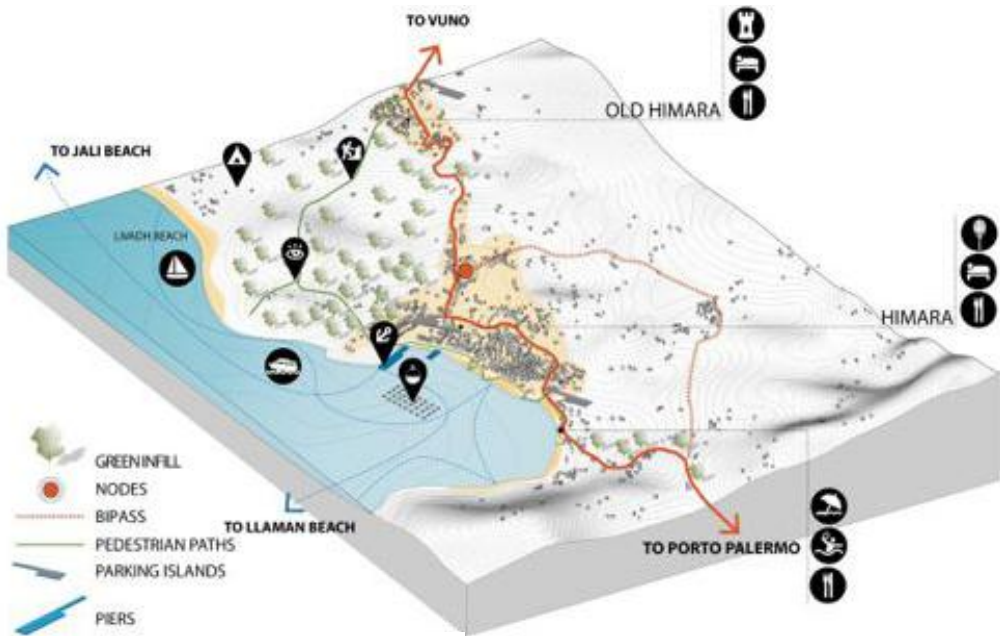 TO VUNO
OLD HIMARA
TO JALI BEACH
LIVADH BEACH
HIMARA
GREEN INFILL
NODES
BIPASS
PEDESTRIAN PATHS
PARKING ISLANDS
PIERS
TO LLAMAN BEACH
TO PORTO PALERMO